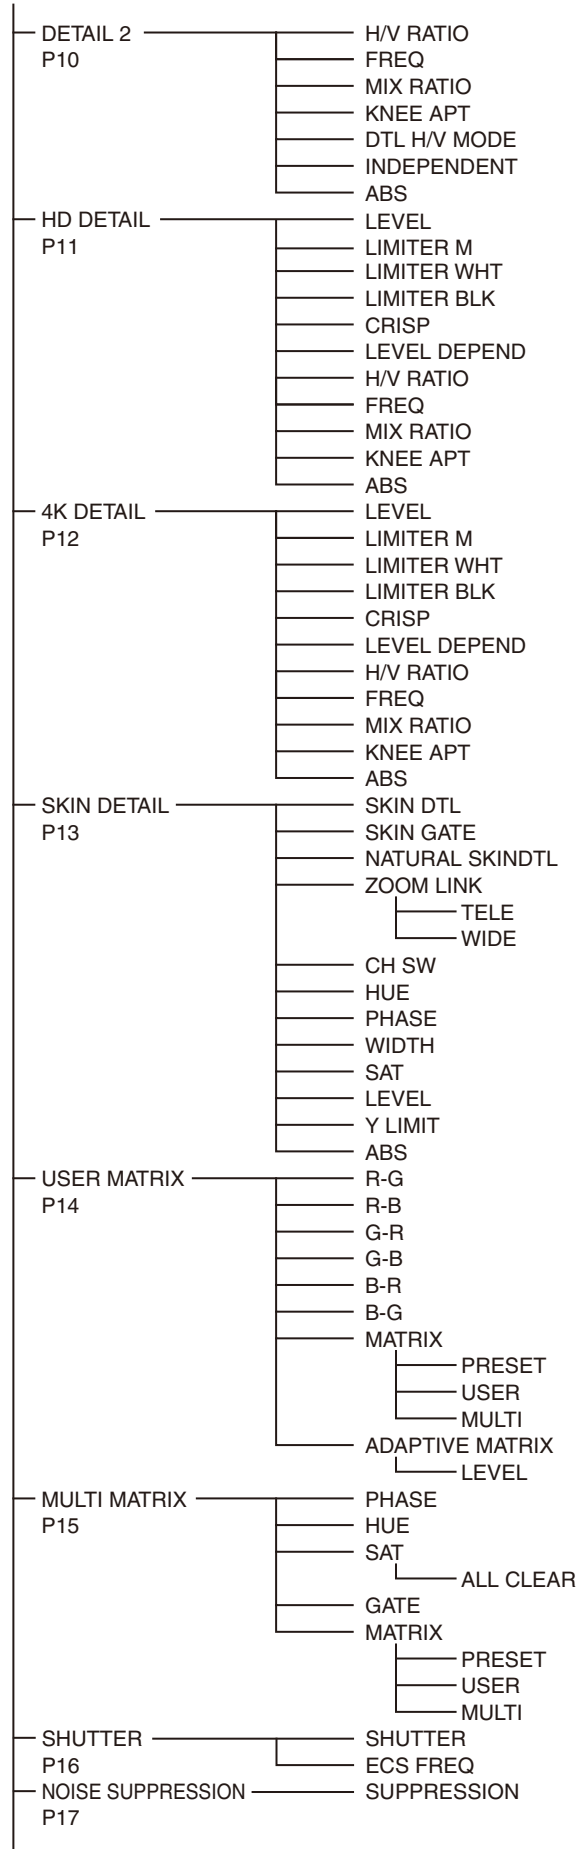 DETAIL 2
P10
H/V RATIO
FREQ
MIX RATIO
KNEE APT
DTL H/V MODE
INDEPENDENT
ABS
HD DETAIL
P11
LEVEL
LIMITER M
LIMITER WHT
LIMITER BLK
CRISP
LEVEL DEPEND
H/V RATIO
FREQ
MIX RATIO
KNEE APT
ABS
4K DETAIL
P12
LEVEL
LIMITER M
LIMITER WHT
LIMITER BLK
CRISP
LEVEL DEPEND
H/V RATIO
FREQ
MIX RATIO
KNEE APT
ABS
SKIN DETAIL
P13
SKIN DTL
SKIN GATE
NATURAL SKINDTL
ZOOM LINK
TELE
WIDE
CH SW
HUE
PHASE
WIDTH
SAT
LEVEL
Y LIMIT
ABS
USER MATRIX
P14
R-G
R-B
G-R
G-B
B-R
B-G
MATRIX
PRESET
USER
MULTI
ADAPTIVE MATRIX
LEVEL
MULTI MATRIX
P15
PHASE
HUE
SAT
ALL CLEAR
GATE
MATRIX
PRESET
USER
MULTI
SHUTTER
P16
SHUTTER
ECS FREQ
NOISE SUPPRESSION
P17
SUPPRESSION